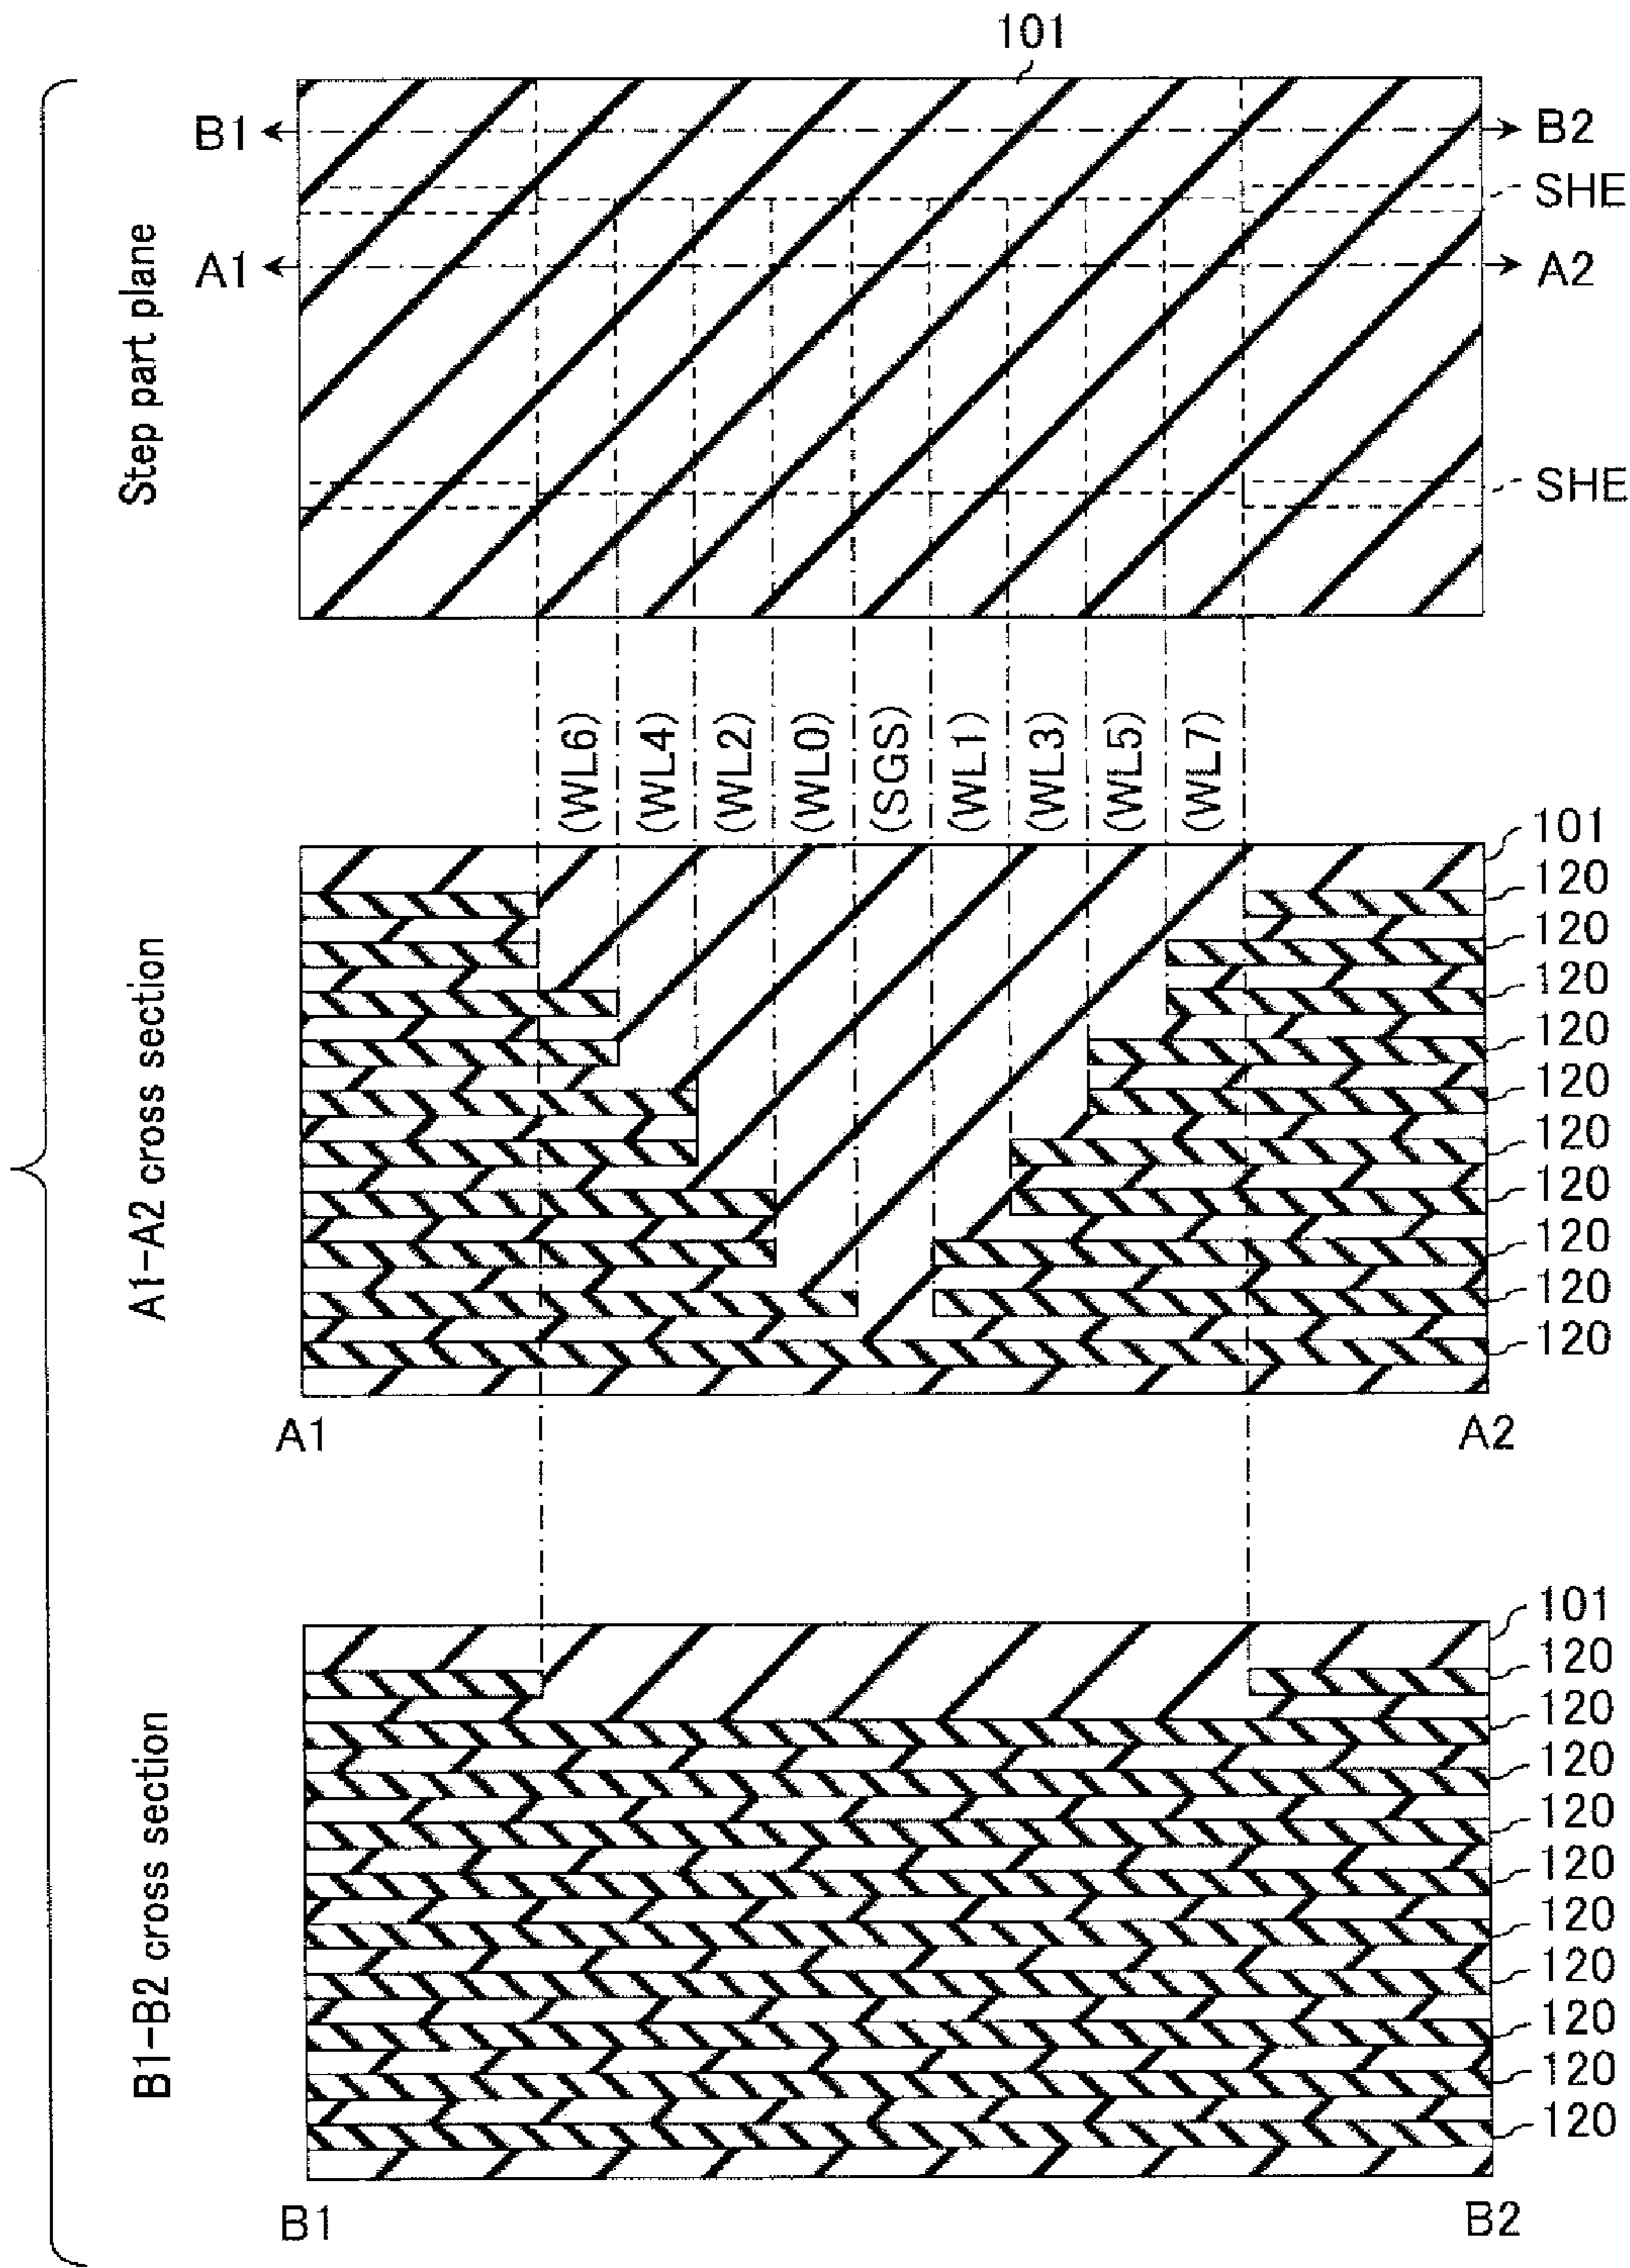 101
B1
B2
SHE
A1
A2
SHE
Step part plane
(WL6)
(WL4)
(WL2)
(WL0)
(SGS)
(WL1)
(WL3)
(WL5)
(WL7)
101
120
120
120
120
120
120
120
120
120
120
A1-A2 cross section
A1
A2
101
120
120
120
120
120
120
120
120
120
120
B1-B2 cross section
B1
B2